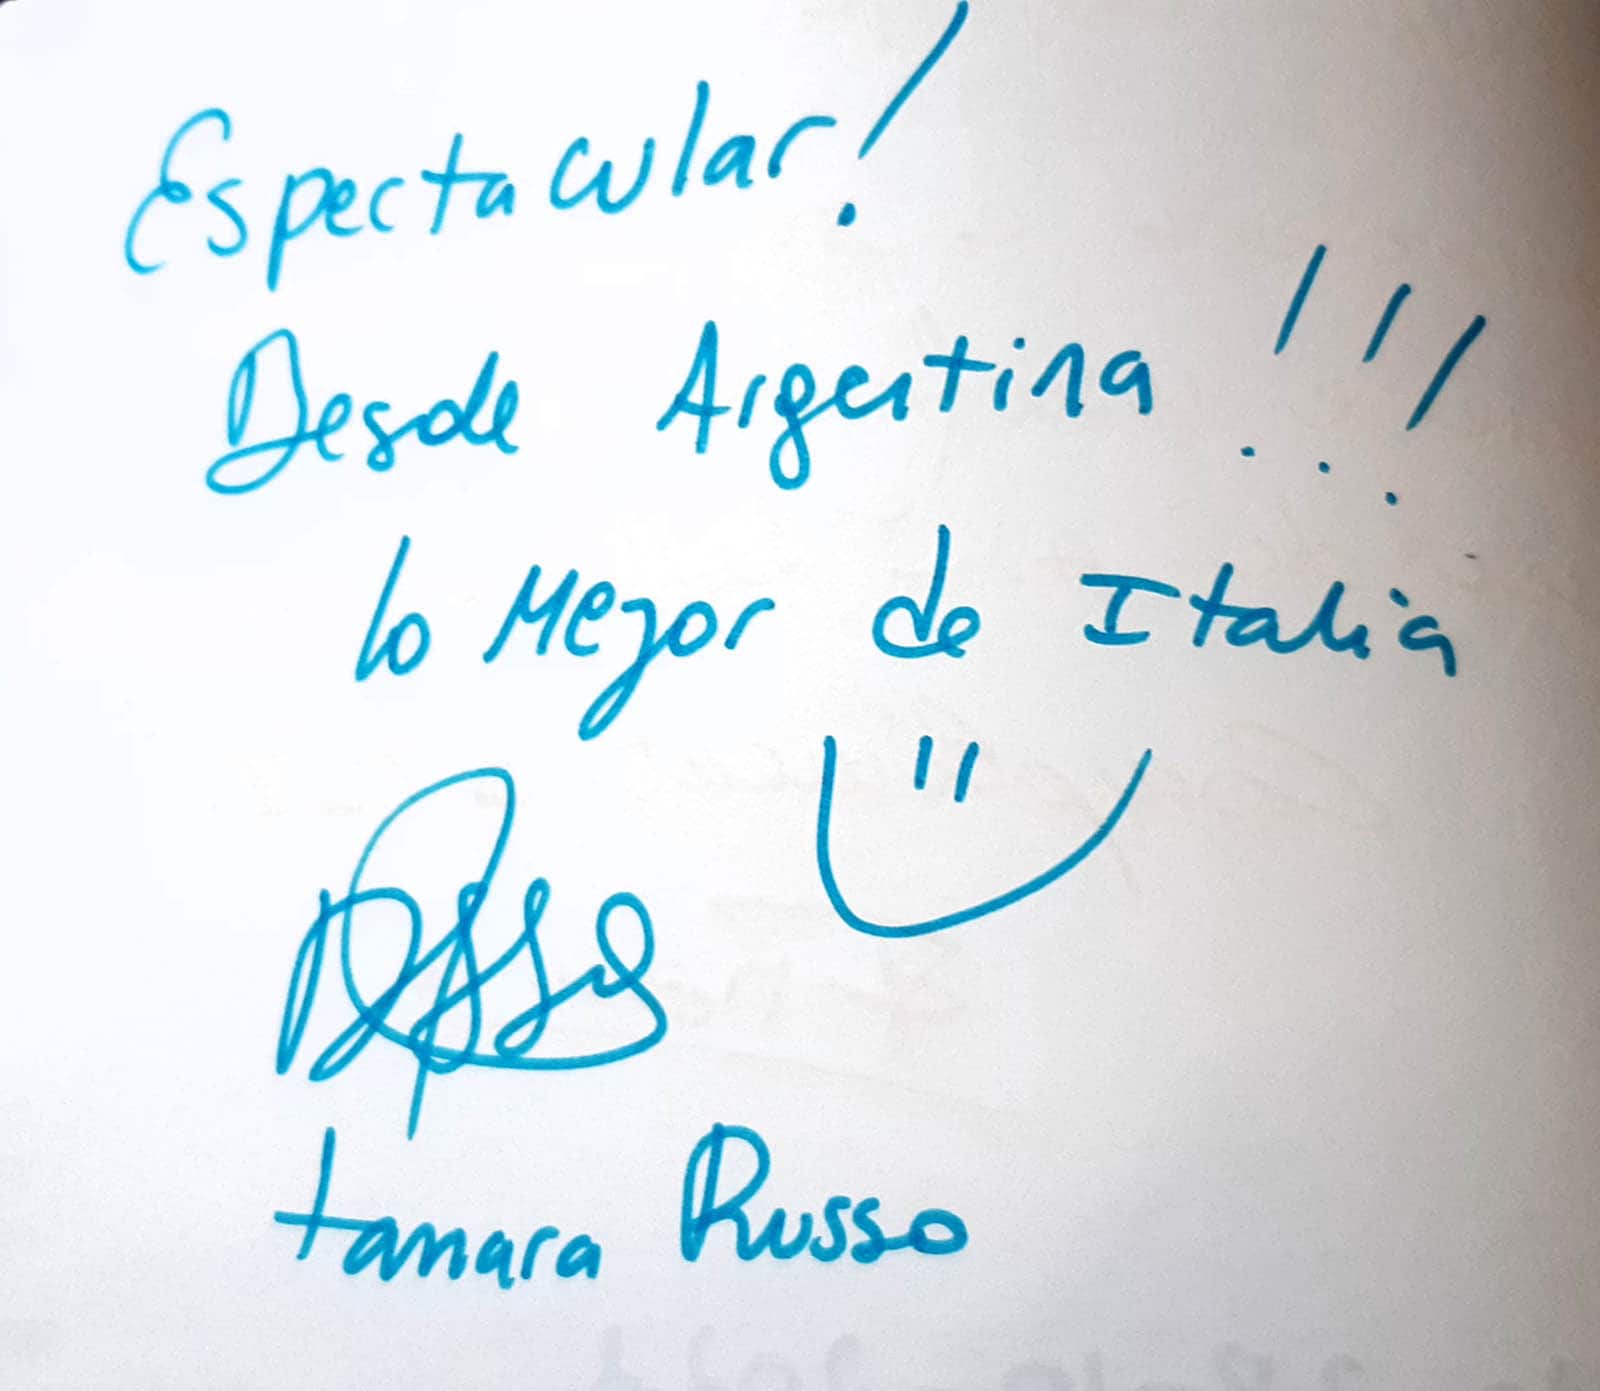 Espectacular!
Desde Argentina !!!
lo Mejor de Italia
tamara Russo